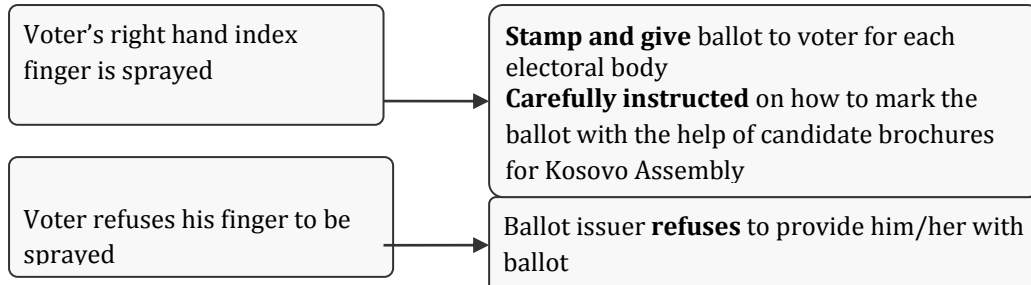 Voter’s right hand index
finger is sprayed
Stamp and give ballot to voter for each
electoral body
Carefully instructed on how to mark the
ballot with the help of candidate brochures
for Kosovo Assembly
Voter refuses his finger to be
sprayed
Ballot issuer refuses to provide him/her with
ballot